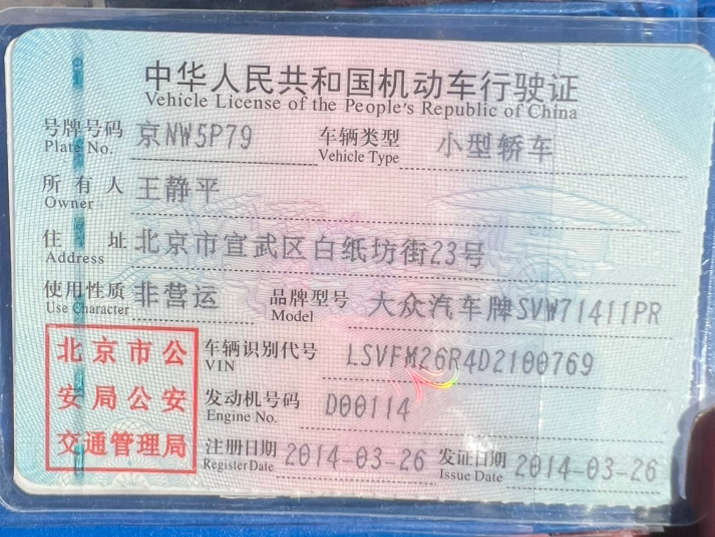 中华人民共和国机动车行驶证
Vehicle License of the People's Republic of China
号牌号码 京NW5P79 车辆类型 小型轿车
Plate No. Vehicle Type
所有人 王静平
Owner
住址 北京市宣武区白纸坊街23号
Address
使用性质 非营运 品牌型号 大众汽车牌SVW71411PR
Use Character Model
北京市公 车辆识别代号 LSVFM26R4D2100769
VIN
安局公安 发动机号码 D00114
Engine No.
交通管理局 注册日期 2014-03-26 发证日期 2014-03-26
Register Date Issue Date